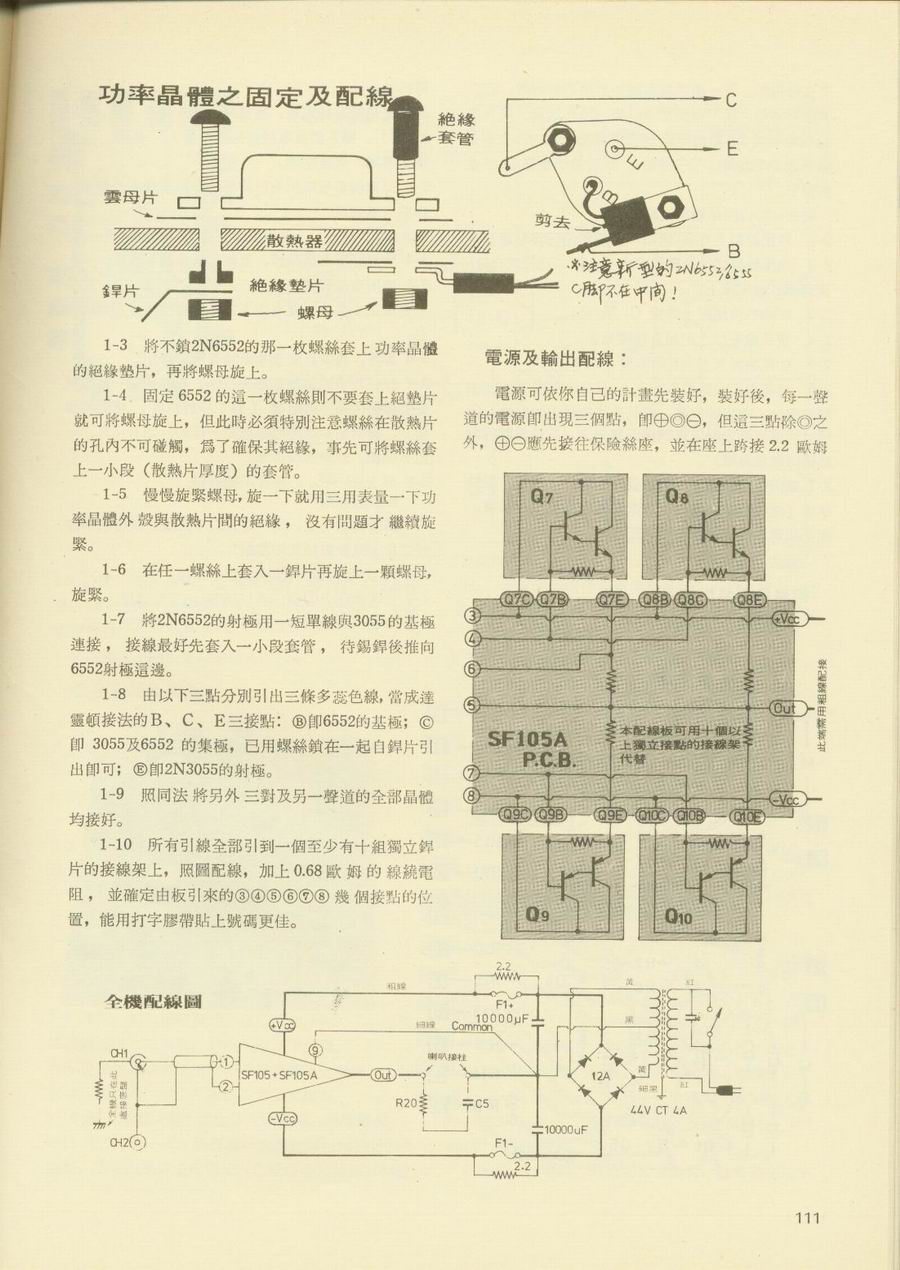 功率晶體之固定及配線
絕緣
套管
雲母片
散熱器
銲片
絕緣墊片
螺母
C
E
E
B
剪去
B
※注意新型的2N6552/6555
C腳不在中間!
1-3 將不鎖2N6552的那一枚螺絲套上功率晶體
的絕緣墊片,再將螺母旋上。
1-4 固定 6552 的這一枚螺絲則不要套上絕墊片
就可將螺母旋上,但此時必須特別注意螺絲在散熱片
的孔內不可碰觸,爲了確保其絕緣,事先可將螺絲套
上一小段(散熱片厚度)的套管。
1-5 慢慢旋緊螺母,旋一下就用三用表量一下功
率晶體外殼與散熱片間的絕緣,沒有問題才繼續旋
緊。
1-6 在任一螺絲上套入一銲片再旋上一顆螺母,
旋緊。
1-7 將2N6552的射極用一短單線與3055的基極
連接,接線最好先套入一小段套管,待錫銲後推向
6552射極這邊。
1-8 由以下三點分別引出三條多蕊色線,當成達
靈頓接法的B、C、E三接點:Ⓑ卽6552的基極;Ⓒ
卽 3055及6552 的集極,已用螺絲鎖在一起自銲片引
出卽可;Ⓔ卽2N3055的射極。
1-9 照同法將另外三對及另一聲道的全部晶體
均接好。
1-10 所有引線全部引到一個至少有十組獨立銲
片的接線架上,照圖配線,加上 0.68 歐姆的線繞電
阻,並確定由板引來的③④⑤⑥⑦⑧幾個接點的位
置,能用打字膠帶貼上號碼更佳。
電源及輸出配線:
電源可依你自己的計畫先裝好,裝好後,每一聲
道的電源卽出現三個點,卽⊕◎⊖,但這三點除◎之
外,⊕⊖應先接往保險絲座,並在座上跨接 2.2 歐姆
Q7
Q8
Q7C Q7B Q7E Q8B Q8C Q8E
③
+Vcc
④
⑥
⑤
Out
此端需用粗線配接
SF105A
P.C.B.
本配線板可用十個以
上獨立接點的接線架
代替
⑦
⑧
-Vcc
Q9C Q9B Q9E Q10C Q10B Q10E
Q9
Q10
全機配線圖
粗線
2.2
F1+
10000μF
+Vcc
細線
Common
⑨
CH1
①
②
SF105+SF105A
Out
喇叭接柱
R20
C5
CH2
-Vcc
10000uF
F1-
2.2
12A
黃
黑
黃
細黑
紅
紅
44V CT 4A
111